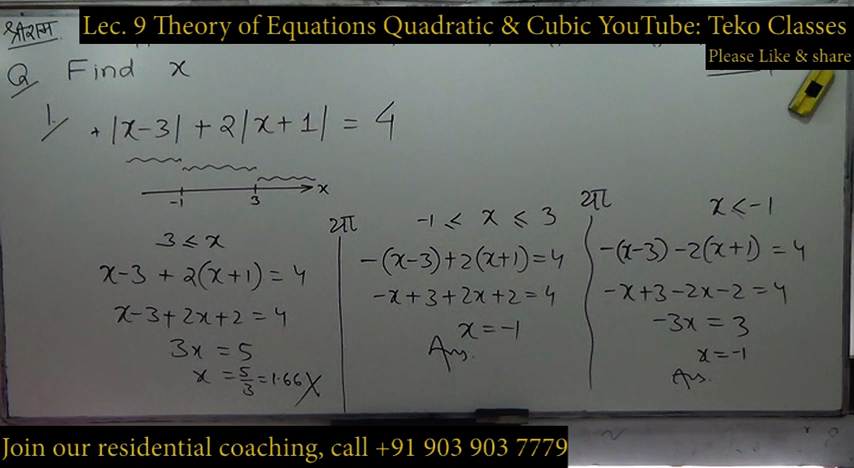 Lec. 9 Theory of Equations Quadratic & Cubic YouTube: Teko Classes
श्रीराम
Please Like & share
Q Find x
1. + |x-3| + 2|x+1| = 4
-1 3 x
3 ≤ x
x-3 + 2(x+1) = 4
x-3+2x+2 = 4
3x = 5
x = 5/3 = 1.66 X
या
-1 ≤ x ≤ 3
-(x-3)+2(x+1)=4
-x+3+2x+2=4
x=-1
Ans.
या
x ≤ -1
-(x-3)-2(x+1) = 4
-x+3-2x-2=4
-3x = 3
x=-1
Ans.
Join our residential coaching, call +91 903 903 7779